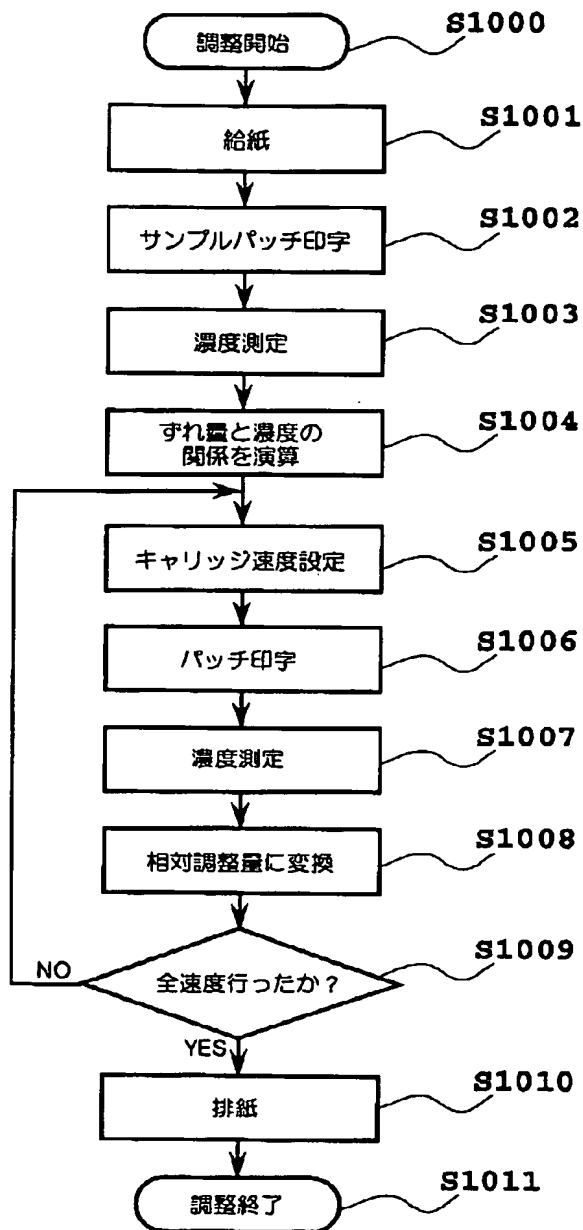 調整開始
S1000
給紙
S1001
サンプルパッチ印字
S1002
濃度測定
S1003
ずれ量と濃度の
関係を演算
S1004
キャリッジ速度設定
S1005
パッチ印字
S1006
濃度測定
S1007
相対調整量に変換
S1008
全速度行ったか?
S1009
NO
YES
排紙
S1010
調整終了
S1011